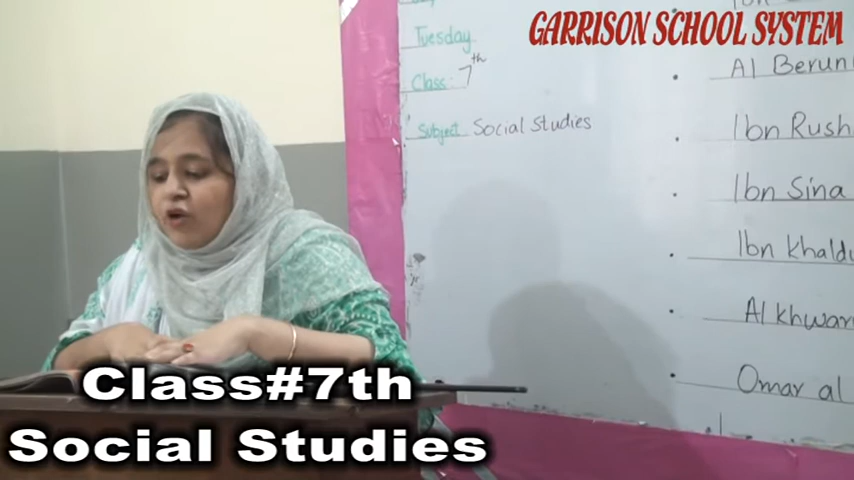 GARRISON SCHOOL SYSTEM
Tuesday
Class: 7th
Subject Social Studies
Al Beruni
Ibn Rush
Ibn Sina
Ibn Khaldu
Al Khwar
Omar al
Class#7th
Social Studies